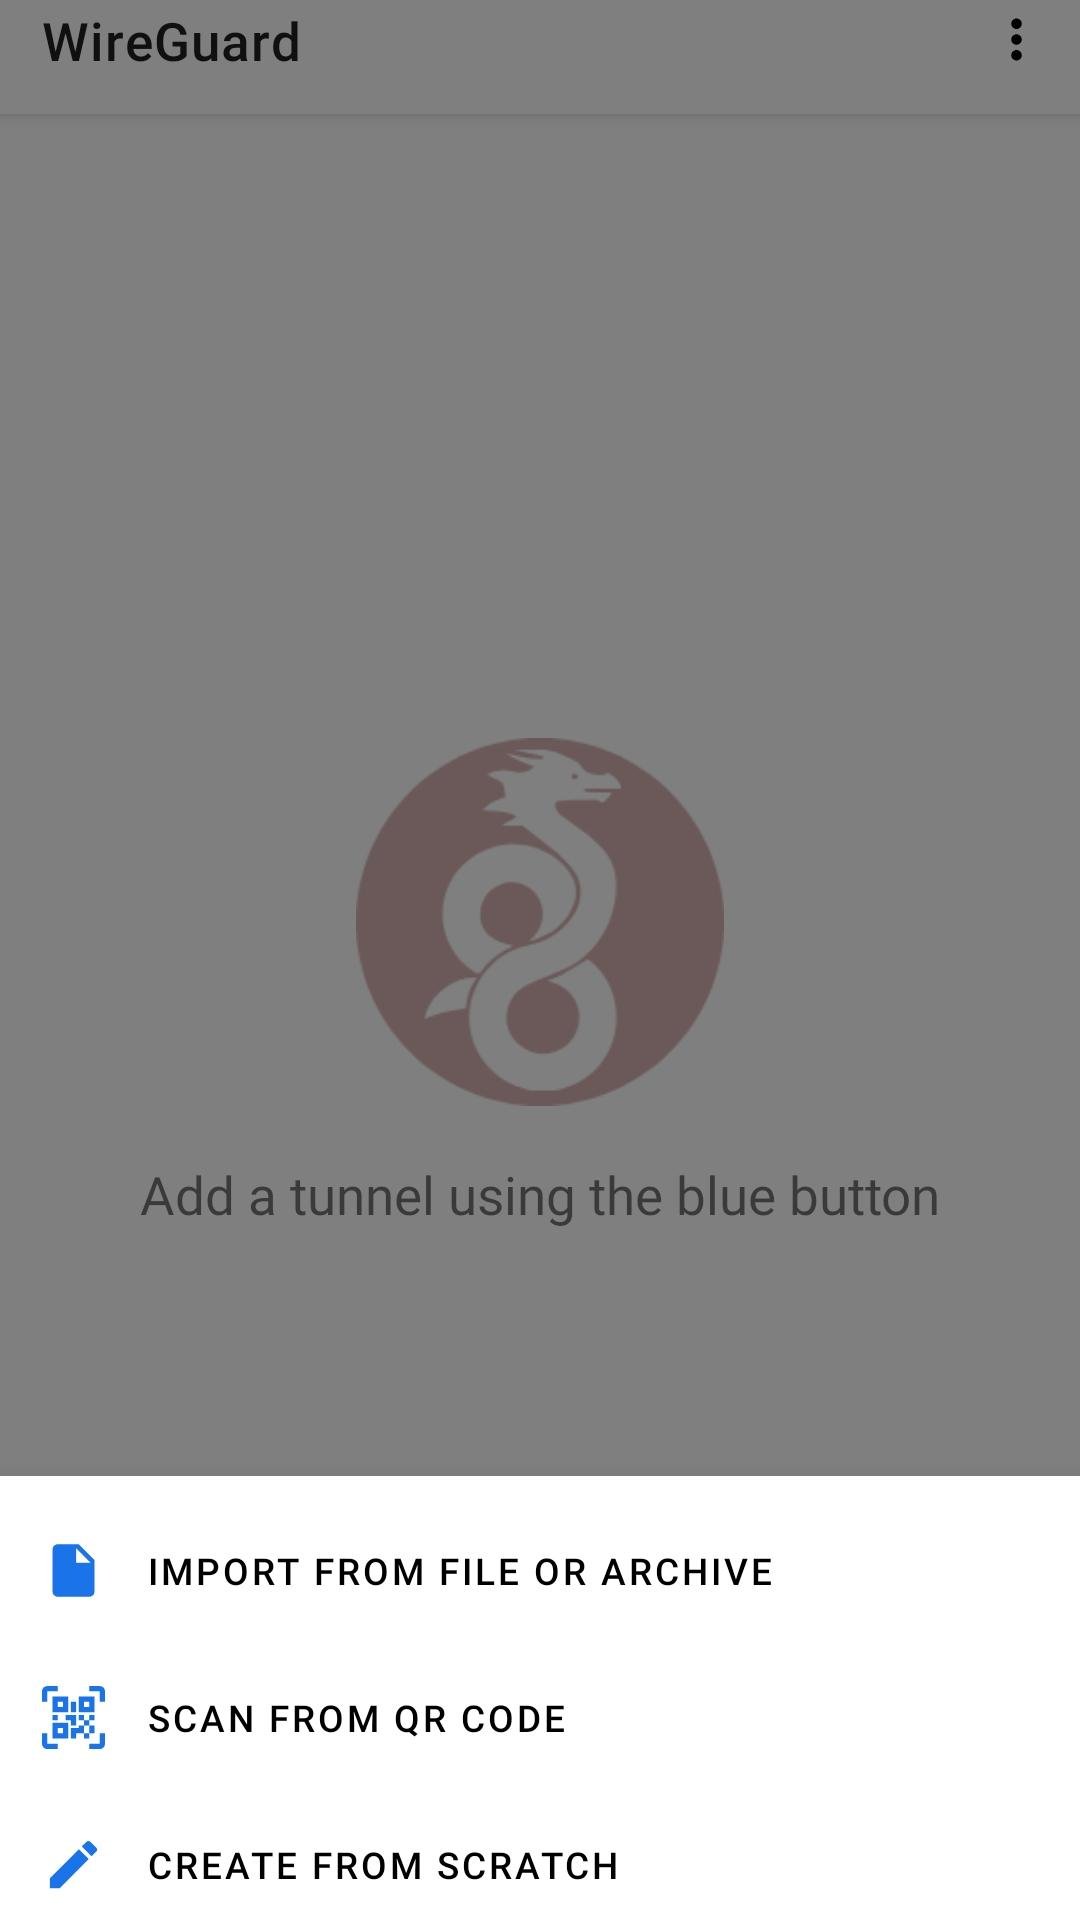 WireGuard
Add a tunnel using the blue button
IMPORT FROM FILE OR ARCHIVE
SCAN FROM QR CODE
CREATE FROM SCRATCH